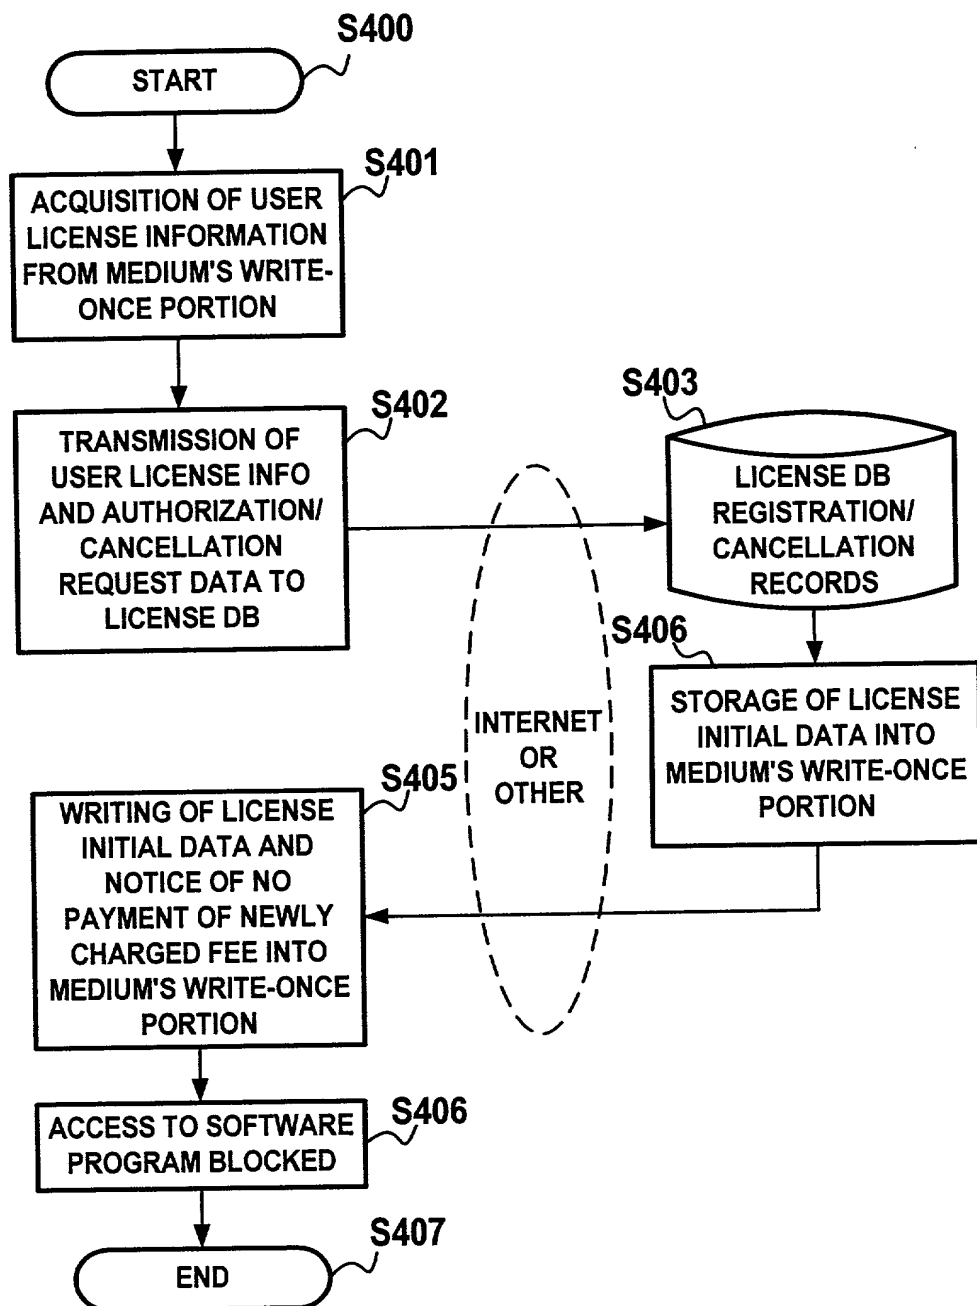 S400
START
S401
ACQUISITION OF USER
LICENSE INFORMATION
FROM MEDIUM'S WRITE-
ONCE PORTION
S402
TRANSMISSION OF
USER LICENSE INFO
AND AUTHORIZATION/
CANCELLATION
REQUEST DATA TO
LICENSE DB
S403
LICENSE DB
REGISTRATION/
CANCELLATION
RECORDS
S406
STORAGE OF LICENSE
INITIAL DATA INTO
MEDIUM'S WRITE-ONCE
PORTION
INTERNET
OR
OTHER
S405
WRITING OF LICENSE
INITIAL DATA AND
NOTICE OF NO
PAYMENT OF NEWLY
CHARGED FEE INTO
MEDIUM'S WRITE-ONCE
PORTION
S406
ACCESS TO SOFTWARE
PROGRAM BLOCKED
S407
END